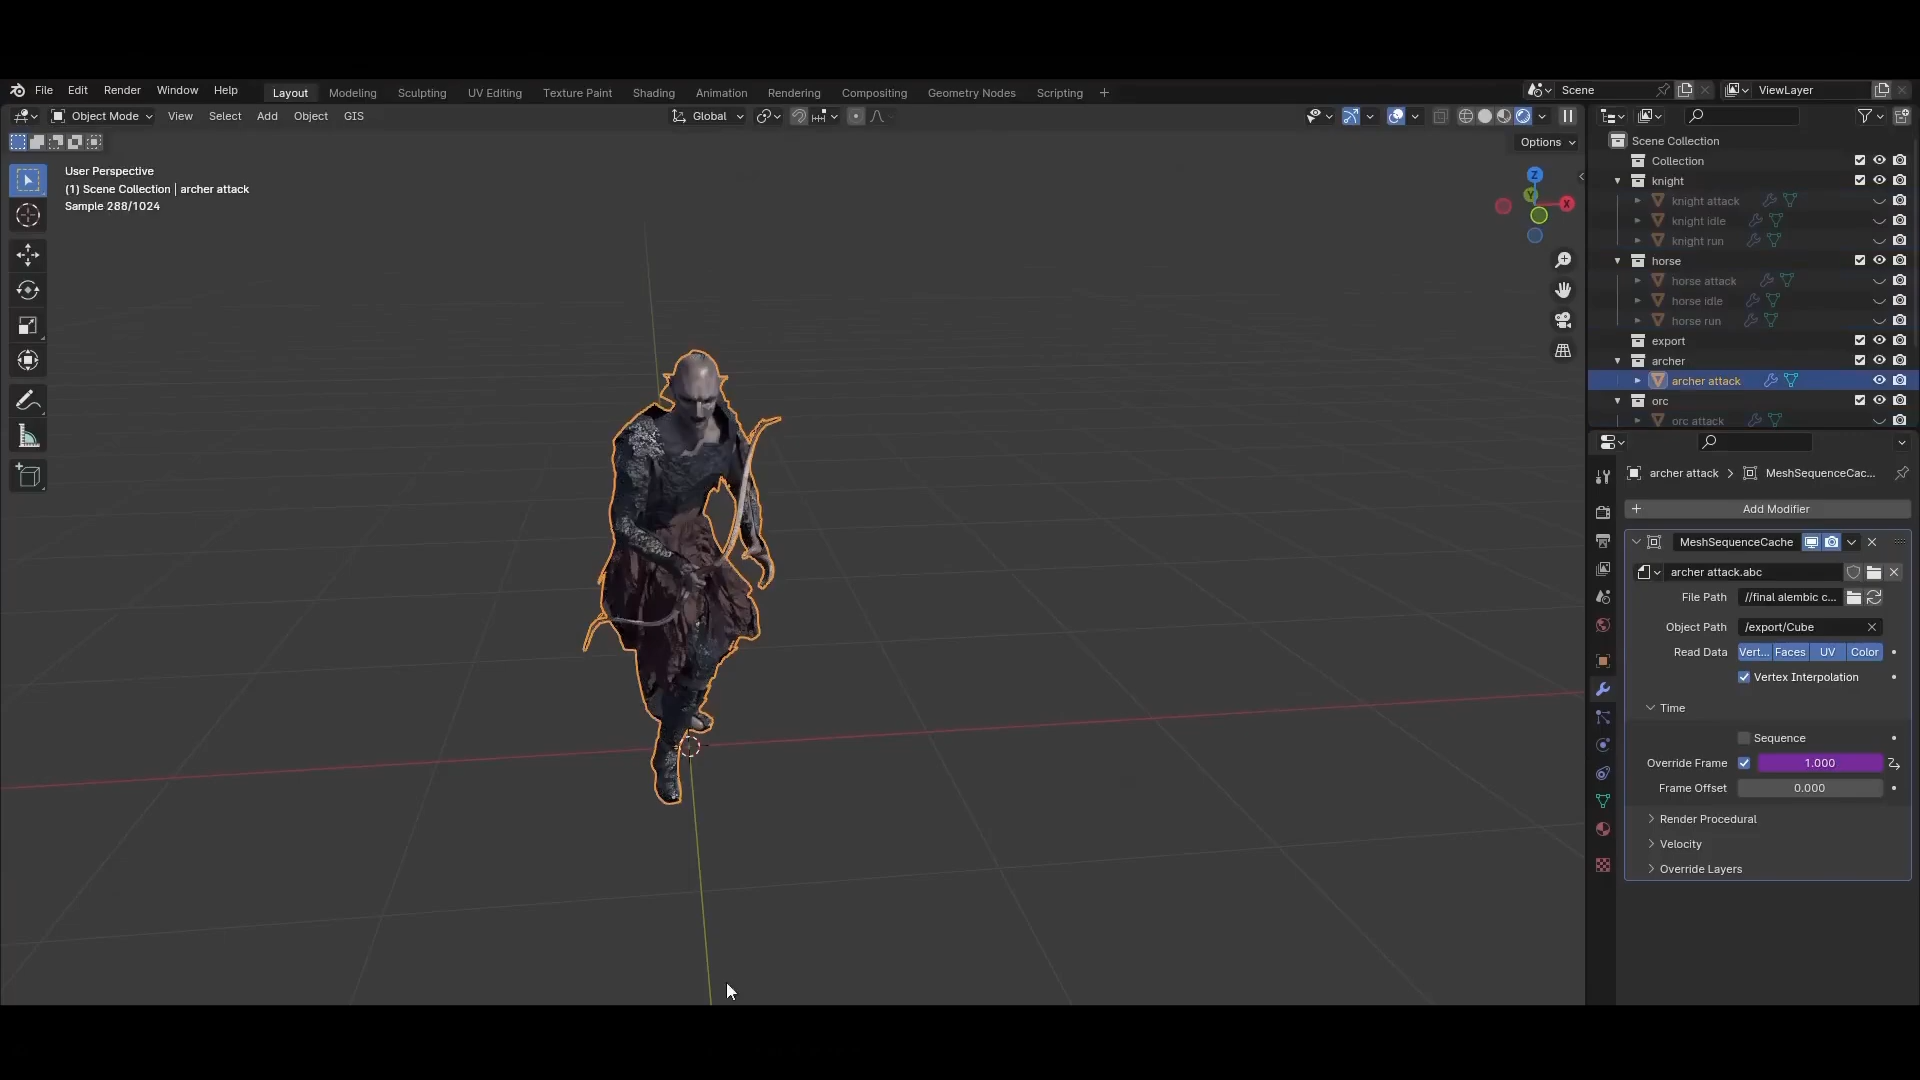 File Edit Render Window Help Layout Modeling Sculpting UV Editing Texture Paint Shading Animation Rendering Compositing Geometry Nodes Scripting + Scene ViewLayer
Object Mode View Select Add Object GIS Global
Options
User Perspective
(1) Scene Collection | archer attack
Sample 288/1024
Z
Y
X
Scene Collection
Collection
knight
knight attack
knight idle
knight run
horse
horse attack
horse idle
horse run
export
archer
archer attack
orc
orc attack
archer attack > MeshSequenceCac...
+ Add Modifier
MeshSequenceCache
archer attack.abc
File Path //final alembic c...
Object Path /export/Cube
Read Data Vert... Faces UV Color
Vertex Interpolation
Time
Sequence
Override Frame 1.000
Frame Offset 0.000
Render Procedural
Velocity
Override Layers